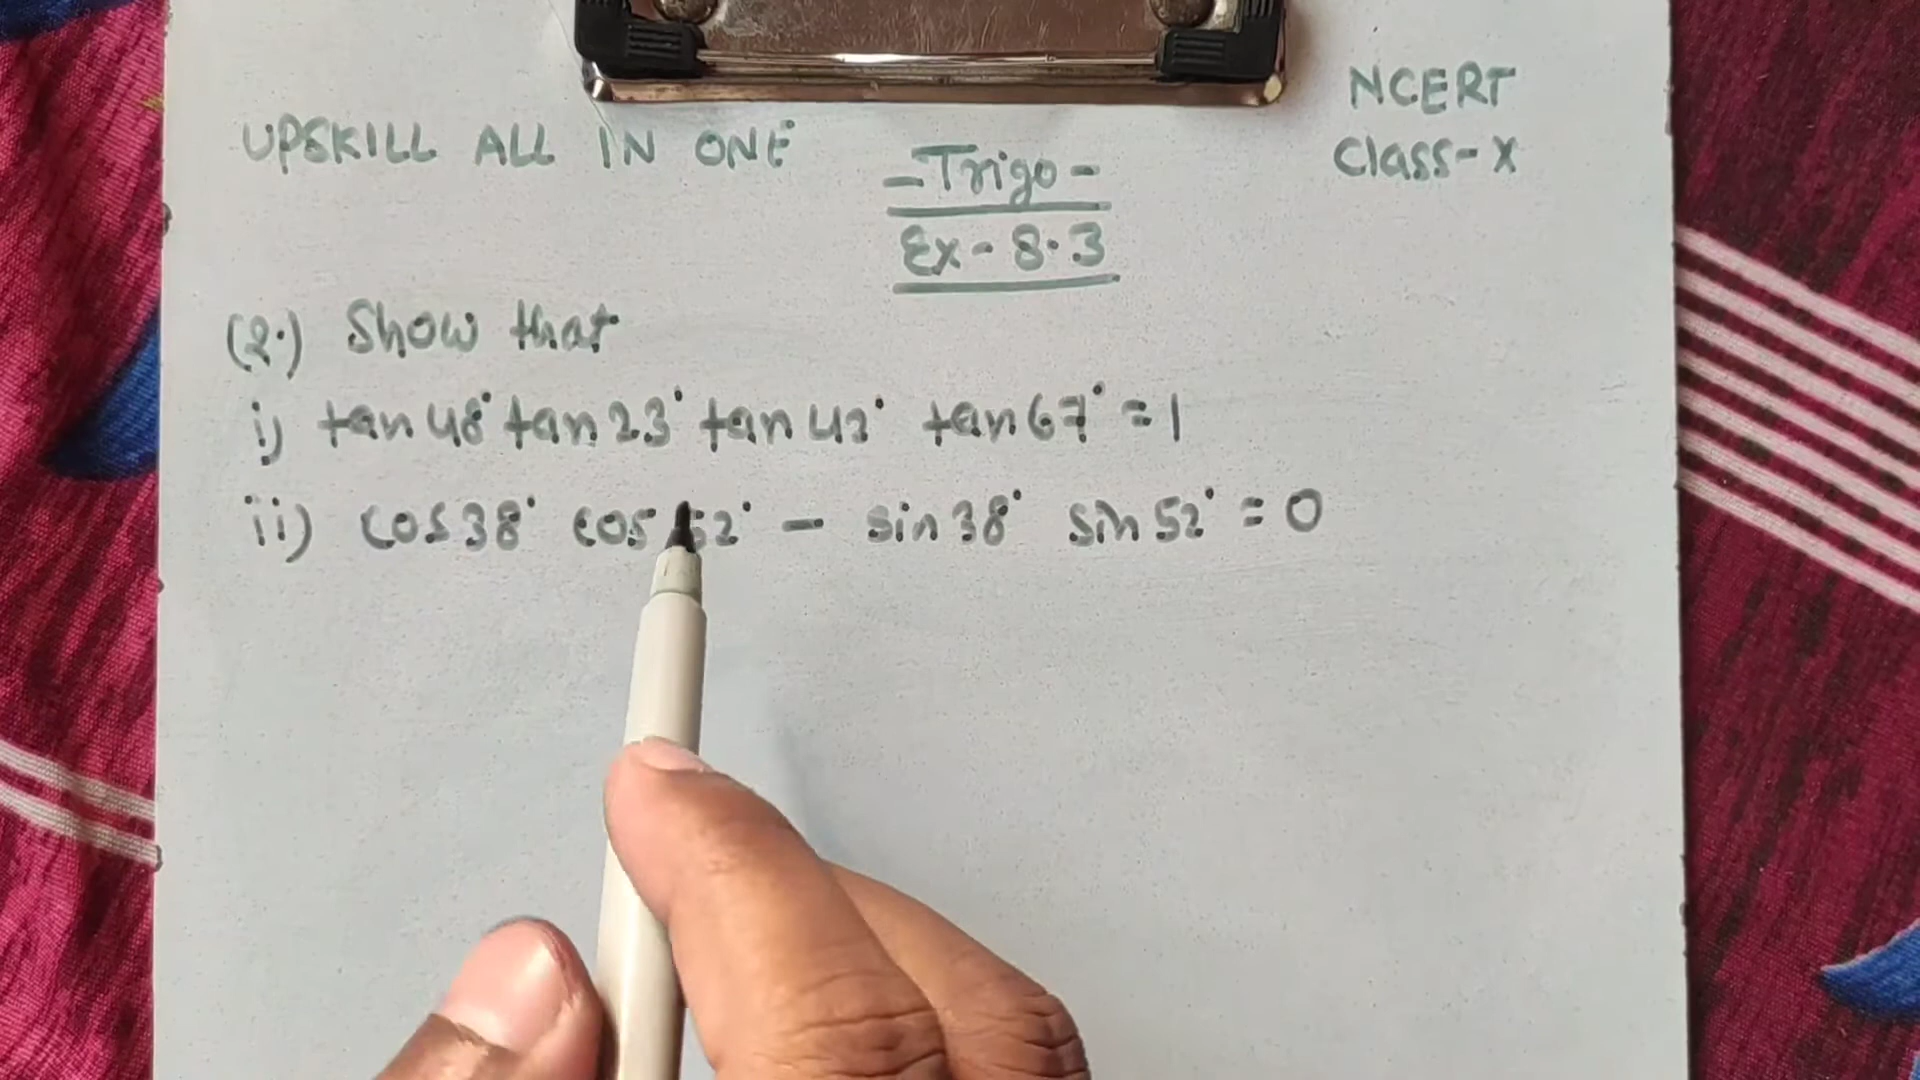 UPSKILL ALL IN ONE
NCERT
Class-X
-Trigo-
Ex-8.3
(2.) Show that
i) tan 48° tan 23° tan 42° tan 67° = 1
ii) cos 38° cos 52° - sin 38° sin 52° = 0